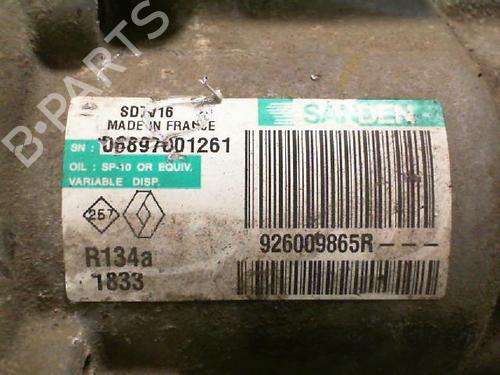 B-PARTS
SD7V16
MADE IN FRANCE
SANDEN
SN : 06897001261
OIL : SP-10 OR EQUIV.
VARIABLE DISP.
257
R134a
1833
926009865R---